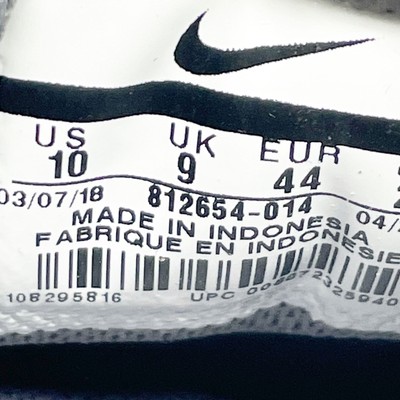 US UK EUR
10 9 44
03/07/18 812654-014 04/
MADE IN INDONESIA
FABRIQUE EN INDONESIE
108295816 UPC